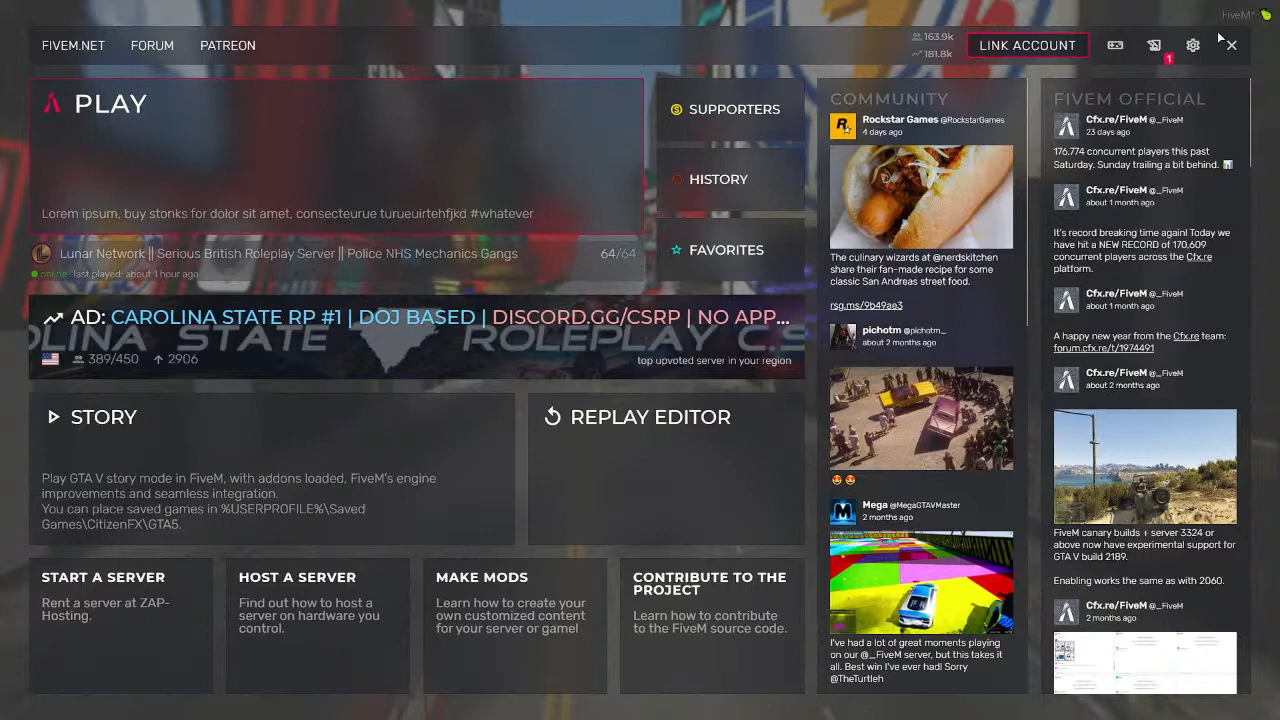 FiveM
FIVEM.NET
FORUM
PATREON
163.9k
181.8k
LINK ACCOUNT
1
PLAY
Lorem ipsum, buy stonks for dolor sit amet, consecteurue turueuirtehfjkd #whatever
Lunar Network || Serious British Roleplay Server || Police NHS Mechanics Gangs
64/64
online last played: about 1 hour ago
SUPPORTERS
HISTORY
FAVORITES
AD: CAROLINA STATE RP #1 | DOJ BASED | DISCORD.GG/CSRP | NO APP...
389/450
2906
top upvoted server in your region
STORY
Play GTA V story mode in FiveM, with addons loaded, FiveM's engine
improvements and seamless integration.
You can place saved games in %USERPROFILE%\Saved
Games\CitizenFX\GTA5.
REPLAY EDITOR
START A SERVER
Rent a server at ZAP-
Hosting.
HOST A SERVER
Find out how to host a
server on hardware you
control.
MAKE MODS
Learn how to create your
own customized content
for your server or game!
CONTRIBUTE TO THE
PROJECT
Learn how to contribute
to the FiveM source code.
COMMUNITY
Rockstar Games @RockstarGames
4 days ago
The culinary wizards at @nerdskitchen
share their fan-made recipe for some
classic San Andreas street food.
rsg.ms/9b49ae3
pichotm @pichotm_
about 2 months ago
Mega @MegaGTAVMaster
2 months ago
I've had a lot of great moments playing
on our @_FiveM server, but this takes it
all. Best win I've ever had! Sorry
@TheTurtleh
FIVEM OFFICIAL
Cfx.re/FiveM @_FiveM
23 days ago
176.774 concurrent players this past
Saturday. Sunday trailing a bit behind.
Cfx.re/FiveM @_FiveM
about 1 month ago
It's record breaking time again! Today we
have hit a NEW RECORD of 170,609
concurrent players across the Cfx.re
platform.
Cfx.re/FiveM @_FiveM
about 1 month ago
A happy new year from the Cfx.re team:
forum.cfx.re/t/1974491
Cfx.re/FiveM @_FiveM
about 2 months ago
FiveM canary builds + server 3324 or
above now have experimental support for
GTA V build 2189.
Enabling works the same as with 2060.
Cfx.re/FiveM @_FiveM
about 2 months ago